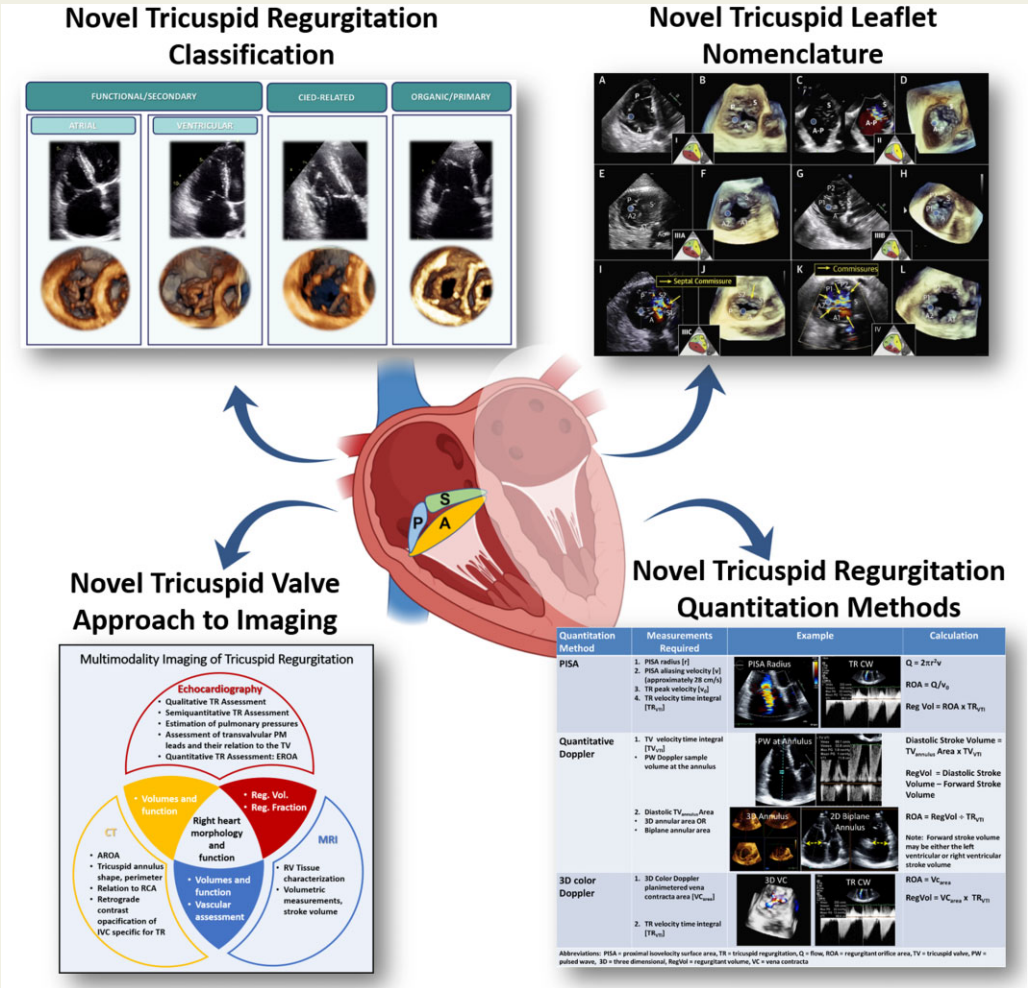 Novel Tricuspid Regurgitation
Classification
FUNCTIONAL/SECONDARY
CIED-RELATED
ORGANIC/PRIMARY
ATRIAL
VENTRICULAR
Novel Tricuspid Leaflet
Nomenclature
A
B
C
D
P
A
S
A-P
S
A-P
I
II
E
F
G
H
P
S
A2
A2
P2
P1
A
IIIA
IIIB
I
J
K
L
Septal Commissure
Commissures
P
A
P1
IIIC
IV
S
P
A
Novel Tricuspid Valve
Approach to Imaging
Multimodality Imaging of Tricuspid Regurgitation
Echocardiography
• Qualitative TR Assessment
• Semiquantitative TR Assessment
• Estimation of pulmonary pressures
• Assessment of transvalvular PM
leads and their relation to the TV
• Quantitative TR Assessment: EROA
• Volumes and
function
• Reg. Vol.
• Reg. Fraction
Right heart
morphology
and
function
CT
• AROA
• Tricuspid annulus
shape, perimeter
• Relation to RCA
• Retrograde
contrast
opacification of
IVC specific for TR
MRI
• RV Tissue
characterization
• Volumetric
measurements,
stroke volume
• Volumes and
function
• Vascular
assessment
Novel Tricuspid Regurgitation
Quantitation Methods
Quantitation
Method
Measurements
Required
Example
Calculation
PISA
1. PISA radius [r]
2. PISA aliasing velocity [v]
(approximately 28 cm/s)
3. TR peak velocity [v₀]
4. TR velocity time integral
[TRVTI]
PISA Radius
TR CW
Q = 2πr²v
ROA = Q/v₀
Reg Vol = ROA x TRVTI
Quantitative
Doppler
1. TV velocity time integral
[TVVTI]
• PW Doppler sample
volume at the annulus
PW at Annulus
Diastolic Stroke Volume =
TVannulus Area x TVVTI
RegVol = Diastolic Stroke
Volume – Forward Stroke
Volume
2. Diastolic TVannulus Area
• 3D annular area OR
• Biplane annular area
3D Annulus
2D Biplane
Annulus
ROA = RegVol ÷ TRVTI
Note: Forward stroke volume
may be either the left
ventricular or right ventricular
stroke volume
3D color
Doppler
1. 3D Color Doppler
planimetered vena
contracta area [VCarea]
2. TR velocity time integral
[TRVTI]
3D VC
TR CW
ROA = VCarea
RegVol = VCarea x TRVTI
Abbreviations: PISA = proximal isovelocity surface area, TR = tricuspid regurgitation, Q = flow, ROA = regurgitant orifice area, TV = tricuspid valve, PW =
pulsed wave, 3D = three dimensional, RegVol = regurgitant volume, VC = vena contracta